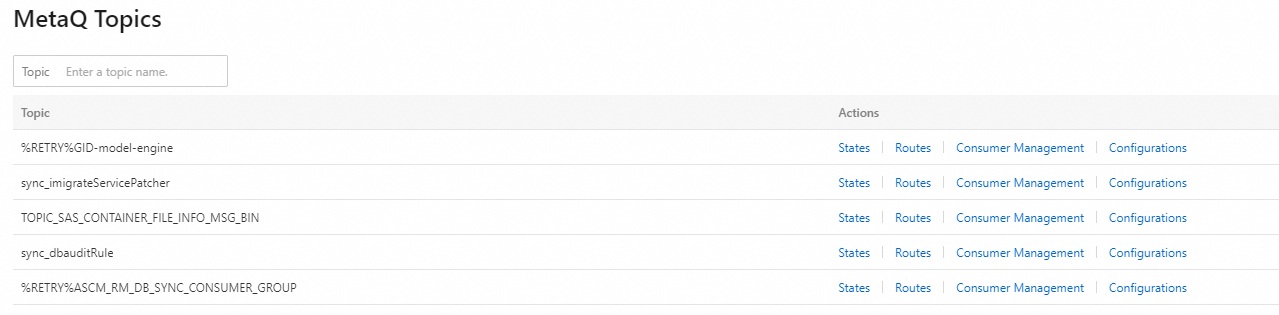 MetaQ Topics
Topic Enter a topic name.
Topic Actions
%RETRY%GID-model-engine States Routes Consumer Management Configurations
sync_imigrateServicePatcher States Routes Consumer Management Configurations
TOPIC_SAS_CONTAINER_FILE_INFO_MSG_BIN States Routes Consumer Management Configurations
sync_dbauditRule States Routes Consumer Management Configurations
%RETRY%ASCM_RM_DB_SYNC_CONSUMER_GROUP States Routes Consumer Management Configurations